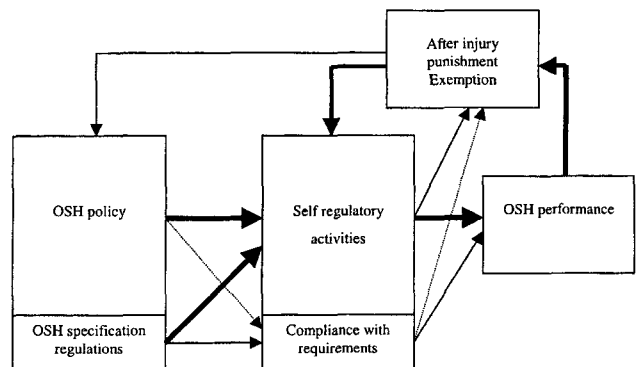 After injury
punishment
Exemption
OSH policy
Self regulatory
activities
OSH performance
OSH specification
regulations
Compliance with
requirements